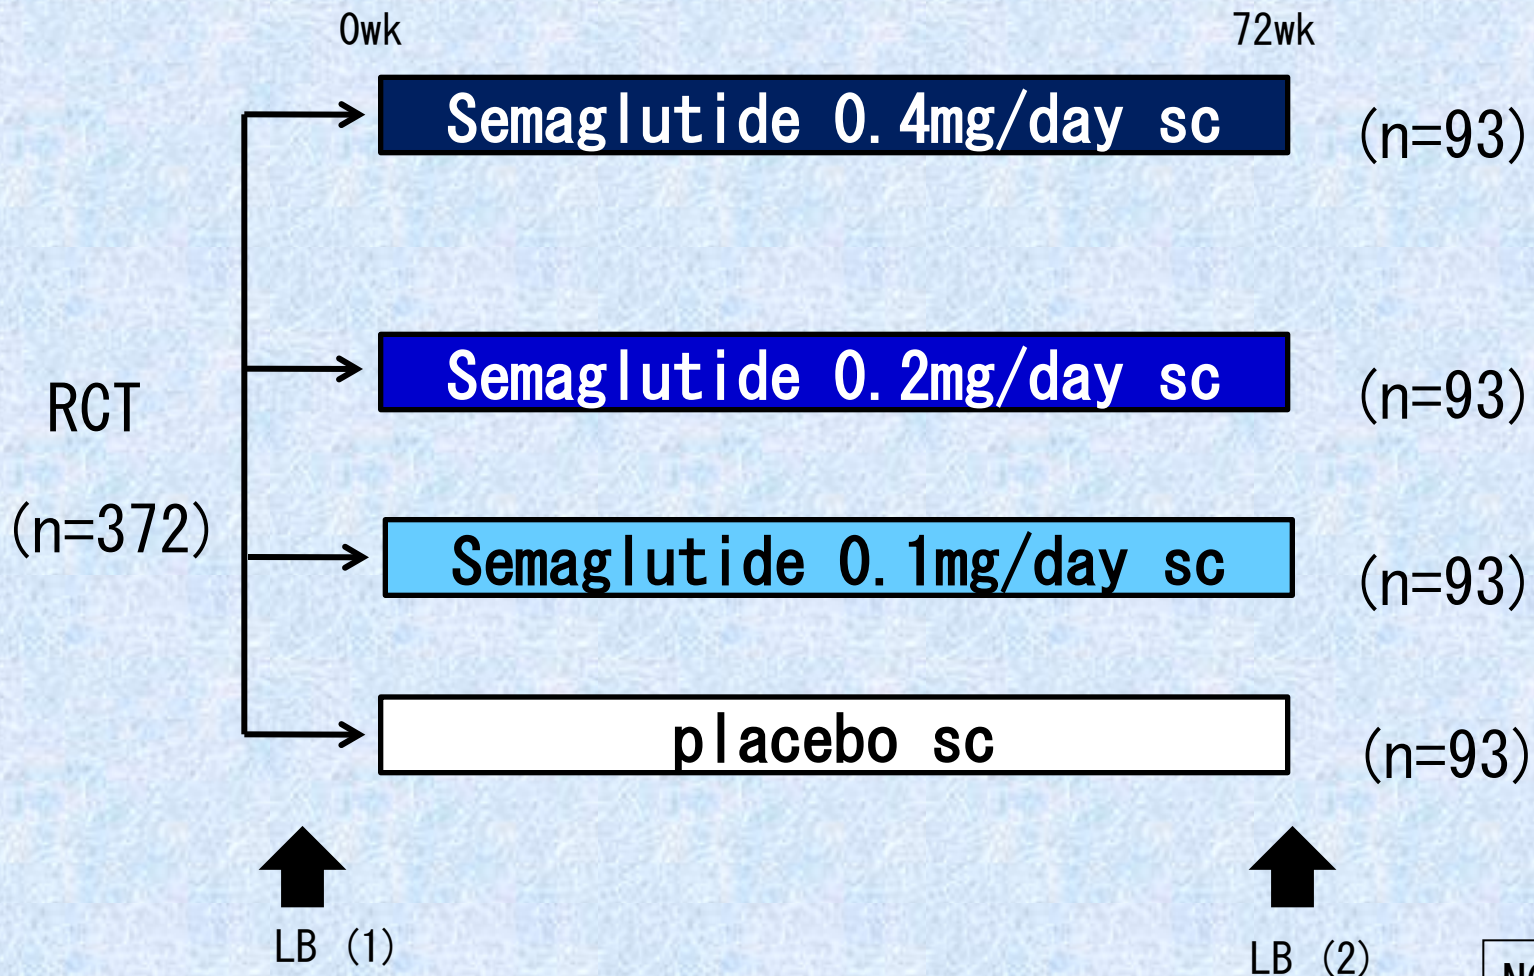 0wk 72wk
Semaglutide 0.4mg/day sc (n=93)
Semaglutide 0.2mg/day sc (n=93)
RCT
(n=372)
Semaglutide 0.1mg/day sc (n=93)
placebo sc (n=93)
LB (1) LB (2)